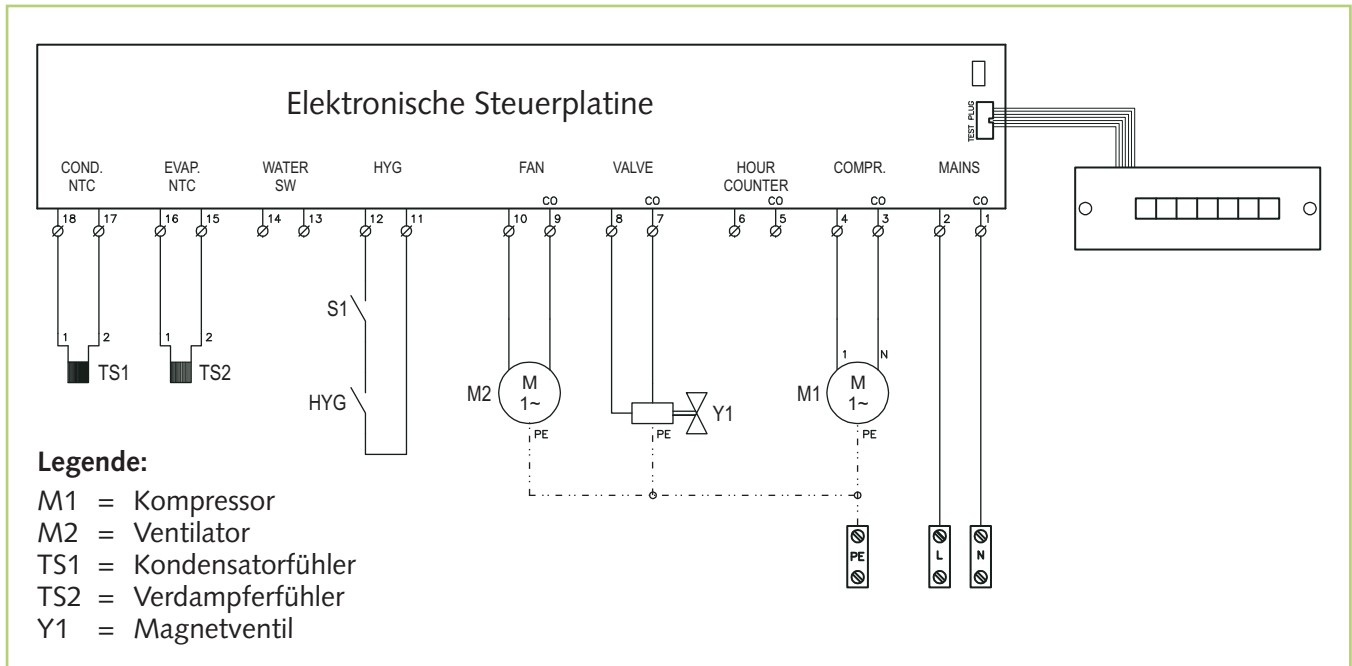 Elektronische Steuerplatine
TEST PLUG
COND. NTC
EVAP. NTC
WATER SW
HYG
FAN
VALVE
HOUR COUNTER
COMPR.
MAINS
CO CO CO CO CO
18 17 16 15 14 13 12 11 10 9 8 7 6 5 4 3 2 1
S1
HYG
1 2 TS1
1 2 TS2
M2 M 1~ PE
Y1 PE
M1 1 N M 1~ PE
PE L N
Legende:
M1 = Kompressor
M2 = Ventilator
TS1 = Kondensatorfühler
TS2 = Verdampferfühler
Y1 = Magnetventil